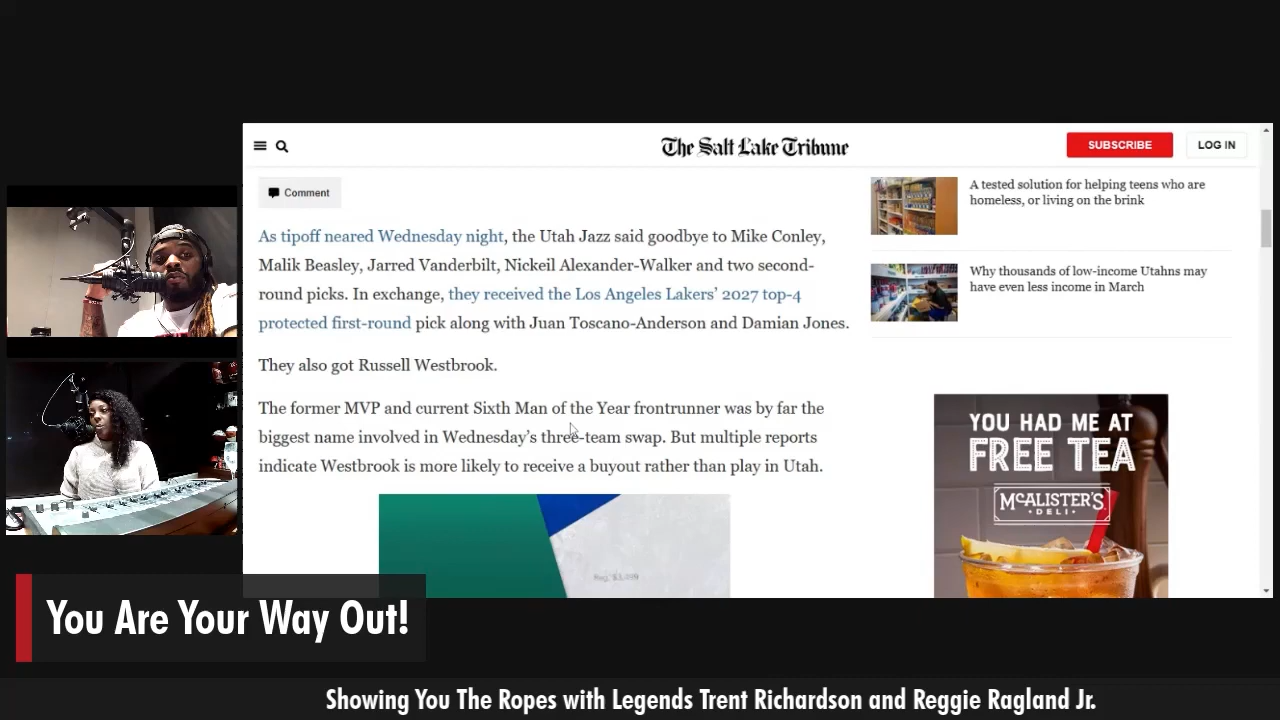 The Salt Lake Tribune
SUBSCRIBE
LOG IN
Comment
As tipoff neared Wednesday night, the Utah Jazz said goodbye to Mike Conley,
Malik Beasley, Jarred Vanderbilt, Nickeil Alexander-Walker and two second-
round picks. In exchange, they received the Los Angeles Lakers’ 2027 top-4
protected first-round pick along with Juan Toscano-Anderson and Damian Jones.
They also got Russell Westbrook.
The former MVP and current Sixth Man of the Year frontrunner was by far the
biggest name involved in Wednesday’s three-team swap. But multiple reports
indicate Westbrook is more likely to receive a buyout rather than play in Utah.
A tested solution for helping teens who are
homeless, or living on the brink
Why thousands of low-income Utahns may
have even less income in March
YOU HAD ME AT
FREE TEA
MCALISTER'S
DELI
You Are Your Way Out!
Showing You The Ropes with Legends Trent Richardson and Reggie Ragland Jr.